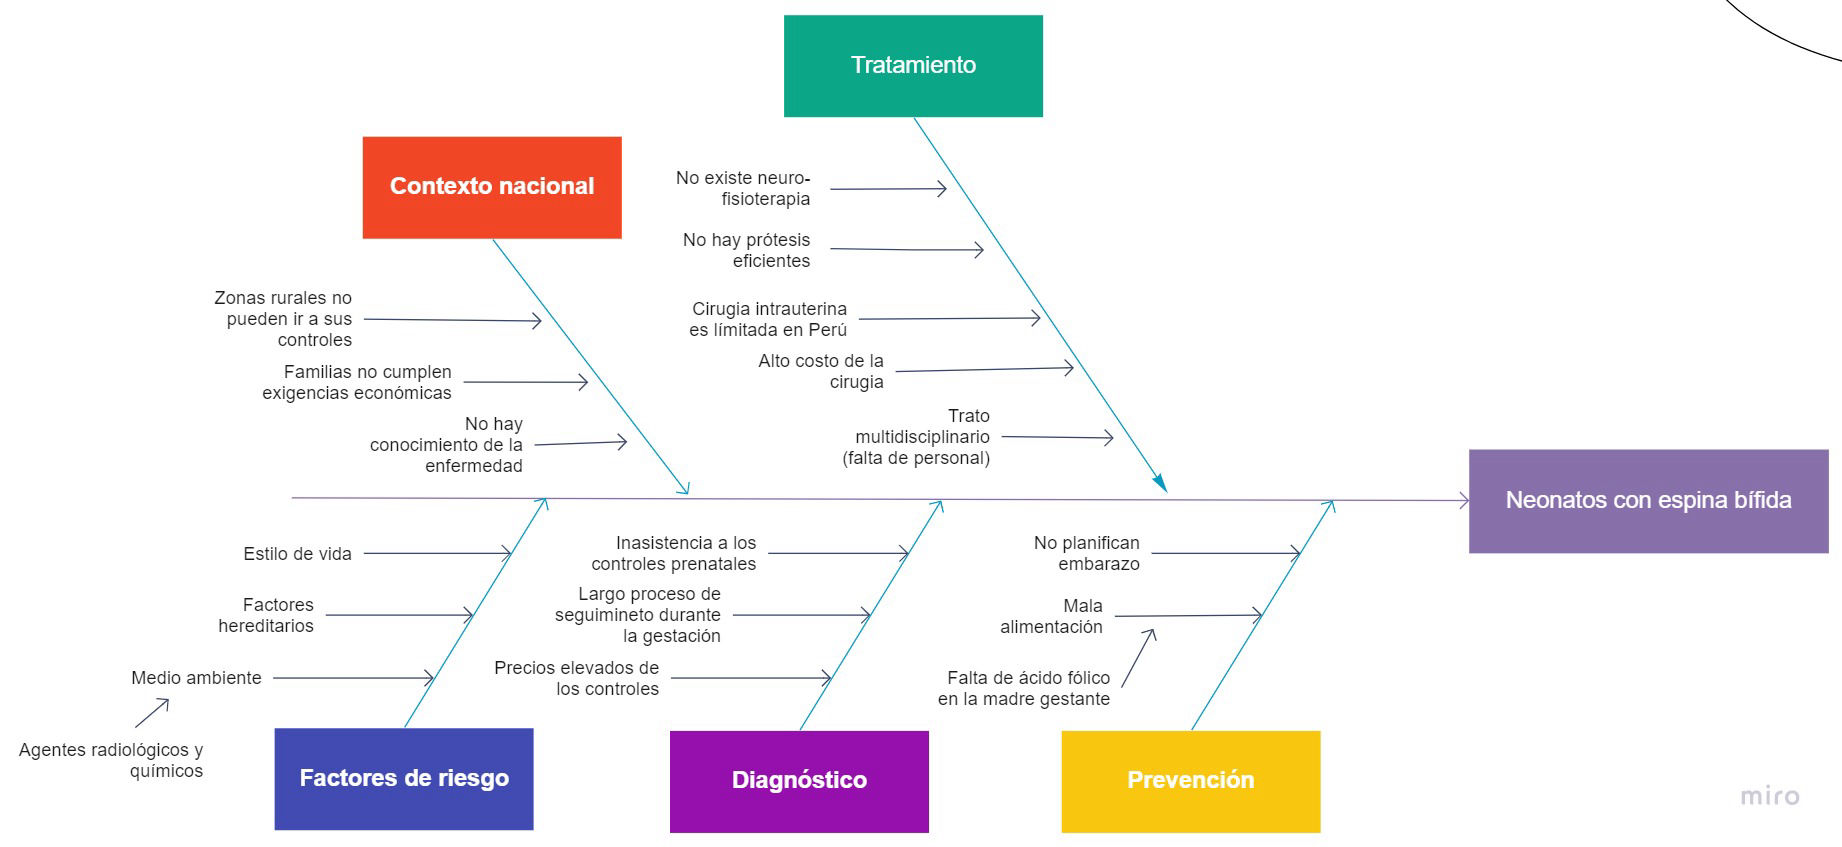 Tratamiento
Contexto nacional
No existe neuro-
fisioterapia
No hay prótesis
eficientes
Cirugia intrauterina
es límitada en Perú
Alto costo de la
cirugia
Trato
multidisciplinario
(falta de personal)
Zonas rurales no
pueden ir a sus
controles
Familias no cumplen
exigencias económicas
No hay
conocimiento de la
enfermedad
Neonatos con espina bífida
Estilo de vida
Factores
hereditarios
Medio ambiente
Agentes radiológicos y
químicos
Factores de riesgo
Inasistencia a los
controles prenatales
Largo proceso de
seguimineto durante
la gestación
Precios elevados de
los controles
Diagnóstico
No planifican
embarazo
Mala
alimentación
Falta de ácido fólico
en la madre gestante
Prevención
miro